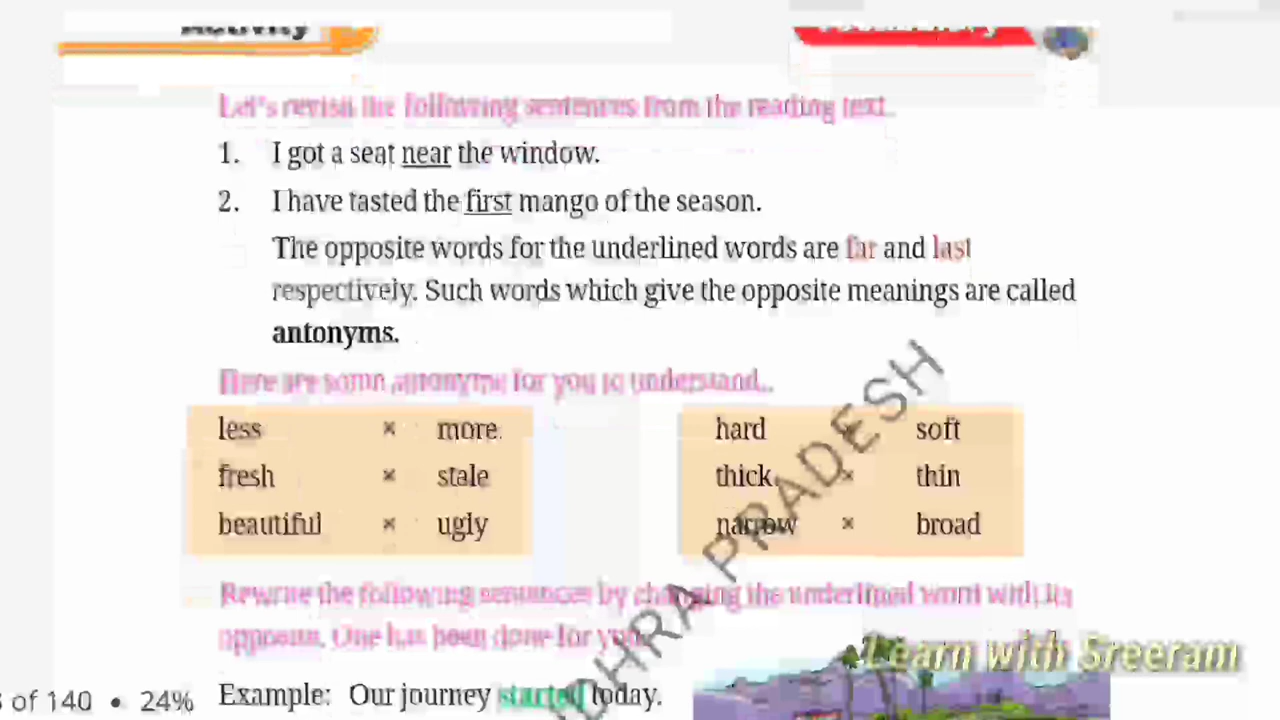 Activity
Let's revisit the following sentences from the reading text.
1. I got a seat near the window.
2. I have tasted the first mango of the season.
The opposite words for the underlined words are far and last
respectively. Such words which give the opposite meanings are called
antonyms.
Here are some antonyms for you to understand.
less × more hard × soft
fresh × stale thick × thin
beautiful × ugly narrow × broad
Rewrite the following sentences by changing the underlined word with its
opposite. One has been done for you.
Learn with Sreeram
of 140 • 24%
Example: Our journey started today.
DHRA PRADESH